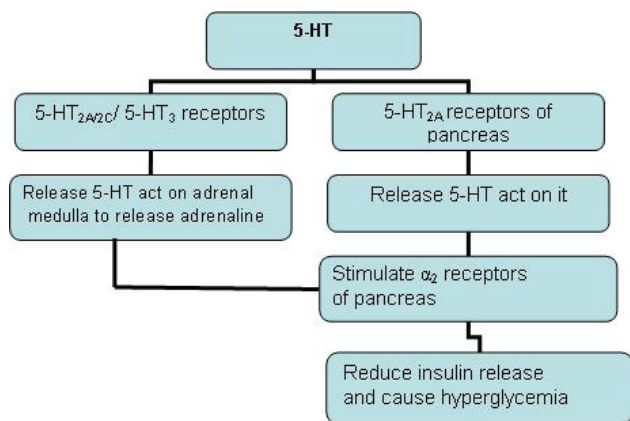 5-HT
5-HT₂A/₂C/ 5-HT₃ receptors
5-HT₂A receptors of
pancreas
Release 5-HT act on adrenal
medulla to release adrenaline
Release 5-HT act on it
Stimulate α₂ receptors
of pancreas
Reduce insulin release
and cause hyperglycemia